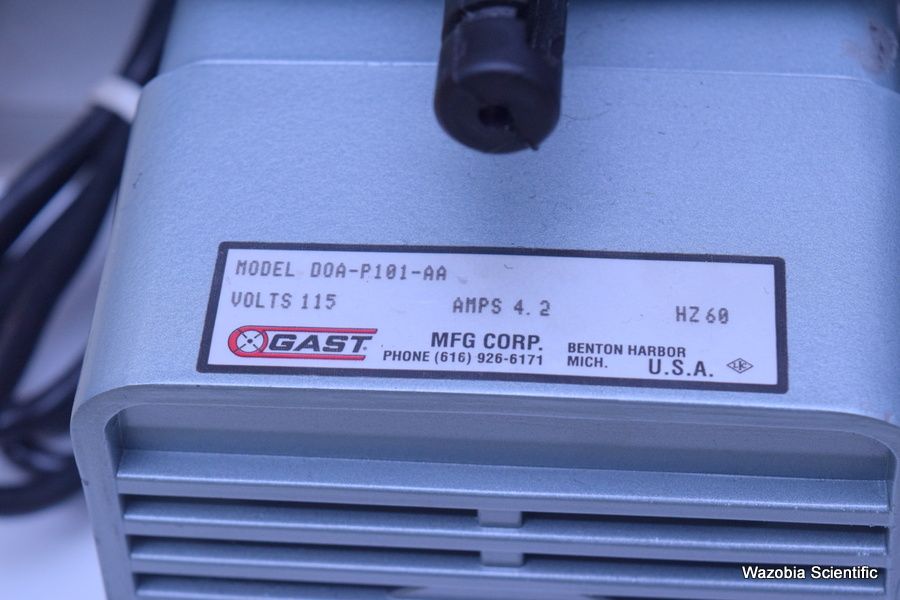 MODEL DOA-P101-AA
VOLTS 115 AMPS 4.2 HZ 60
GAST MFG CORP. BENTON HARBOR
PHONE (616) 926-6171 MICH. U.S.A.
Wazobia Scientific